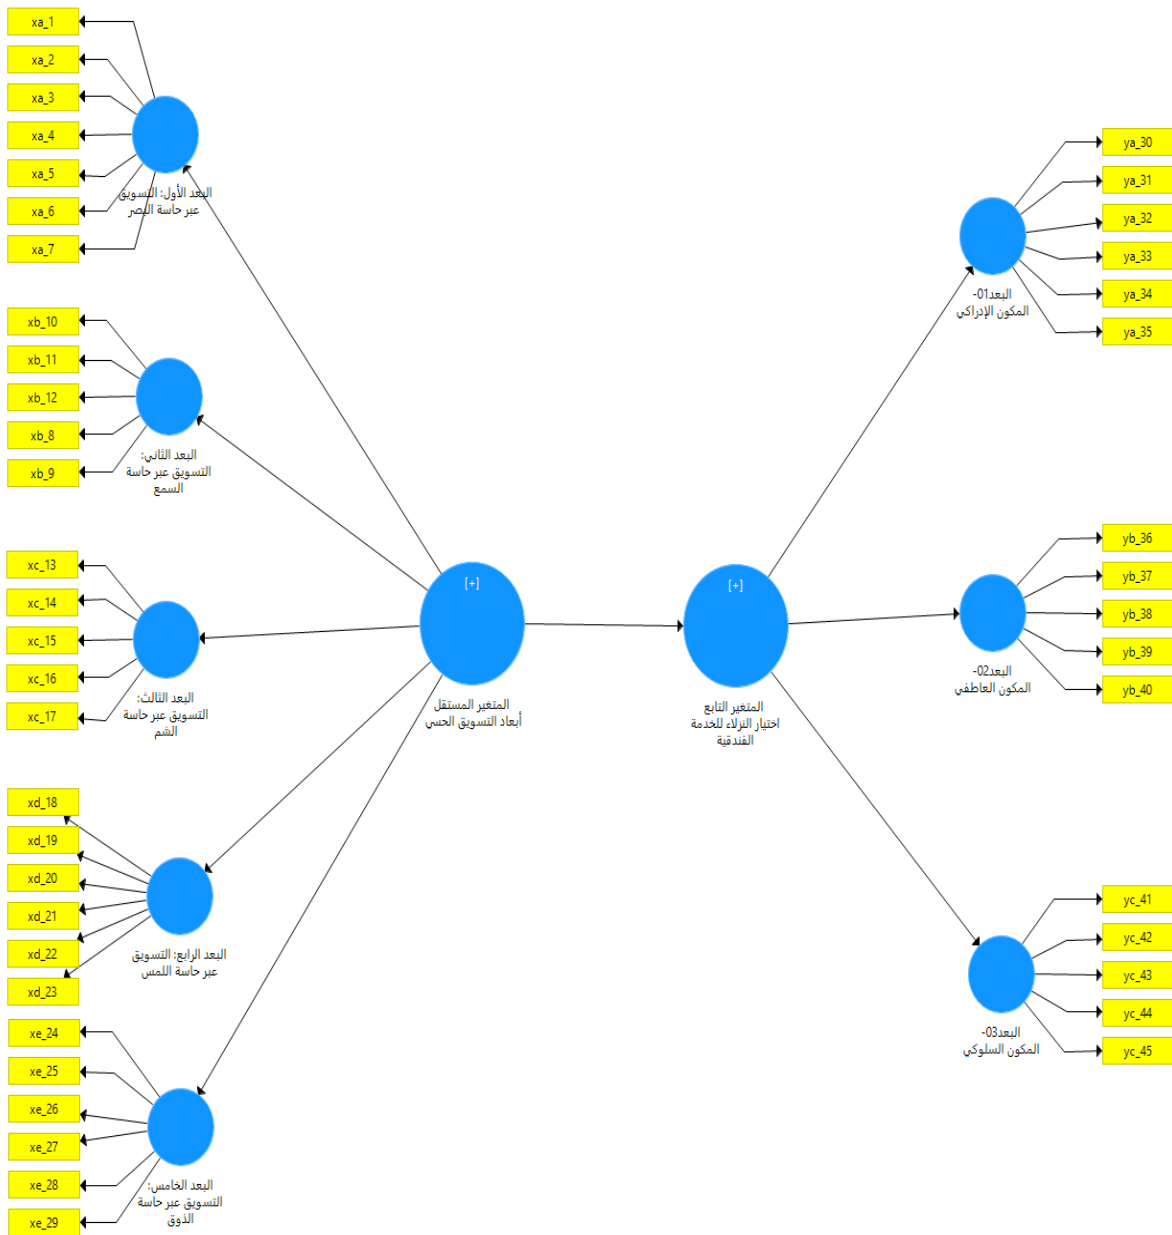 xa_1
xa_2
xa_3
xa_4
xa_5
xa_6
xa_7
البعد الأول: التسويق
عبر حاسة البصر
xb_10
xb_11
xb_12
xb_8
xb_9
البعد الثاني:
التسويق عبر حاسة
السمع
xc_13
xc_14
xc_15
xc_16
xc_17
البعد الثالث:
التسويق عبر حاسة
الشم
xd_18
xd_19
xd_20
xd_21
xd_22
xd_23
البعد الرابع: التسويق
عبر حاسة اللمس
xe_24
xe_25
xe_26
xe_27
xe_28
xe_29
البعد الخامس:
التسويق عبر حاسة
الذوق
[+]
المتغير المستقل
أبعاد التسويق الحسي
[+]
المتغير التابع
اختيار النزلاء للخدمة
الفندقية
ya_30
ya_31
ya_32
ya_33
ya_34
ya_35
البعد01-
المكون الإدراكي
yb_36
yb_37
yb_38
yb_39
yb_40
البعد02-
المكون العاطفي
yc_41
yc_42
yc_43
yc_44
yc_45
البعد03-
المكون السلوكي